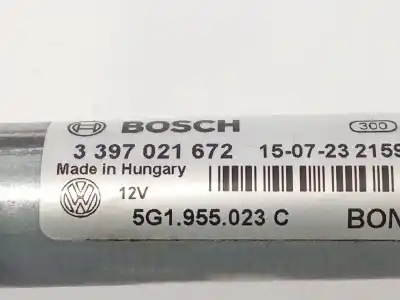 BOSCH 300
3 397 021 672 15-07-23 2159
Made in Hungary
12V
5G1.955.023 C BON